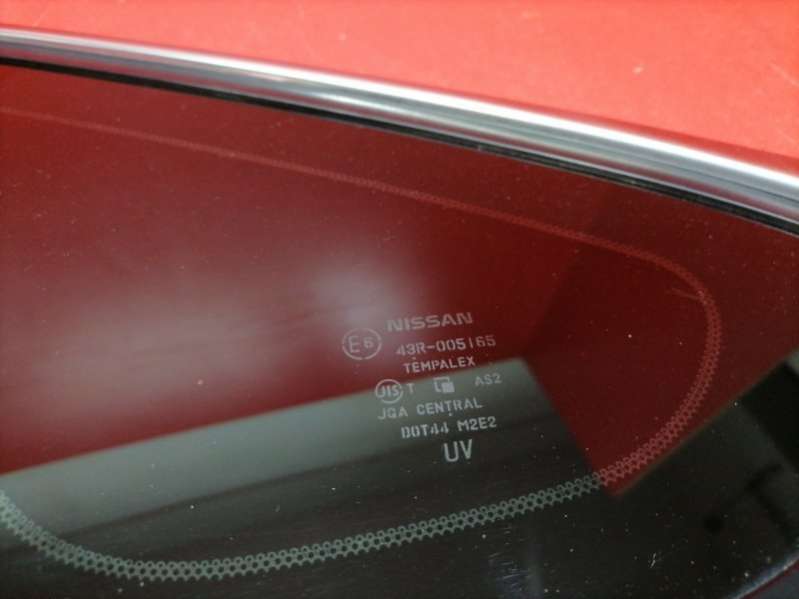 NISSAN
E6 43R-005165
TEMPALEX
JIS T AS2
JGA CENTRAL
DOT44 M2E2
UV